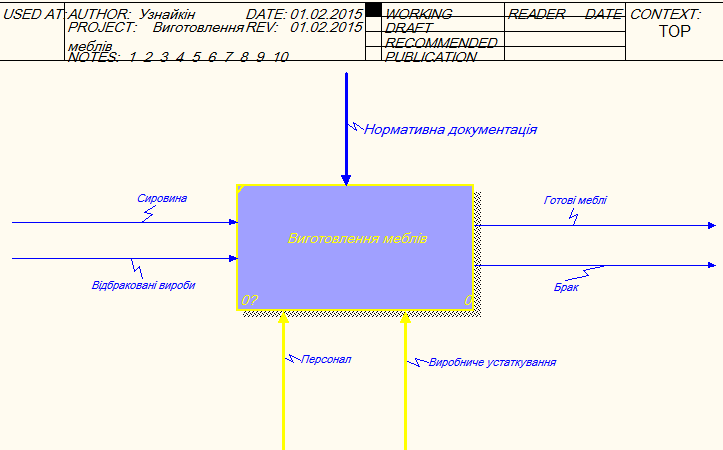 USED AT: AUTHOR: Узнайкін DATE: 01.02.2015 WORKING READER DATE CONTEXT:
PROJECT: Виготовлення REV: 01.02.2015 DRAFT TOP
меблів RECOMMENDED
NOTES: 1 2 3 4 5 6 7 8 9 10 PUBLICATION
Нормативна документація
Сировина
Готові меблі
Виготовлення меблів
Відбраковані вироби
Брак
0? 0
Персонал
Виробниче устаткування